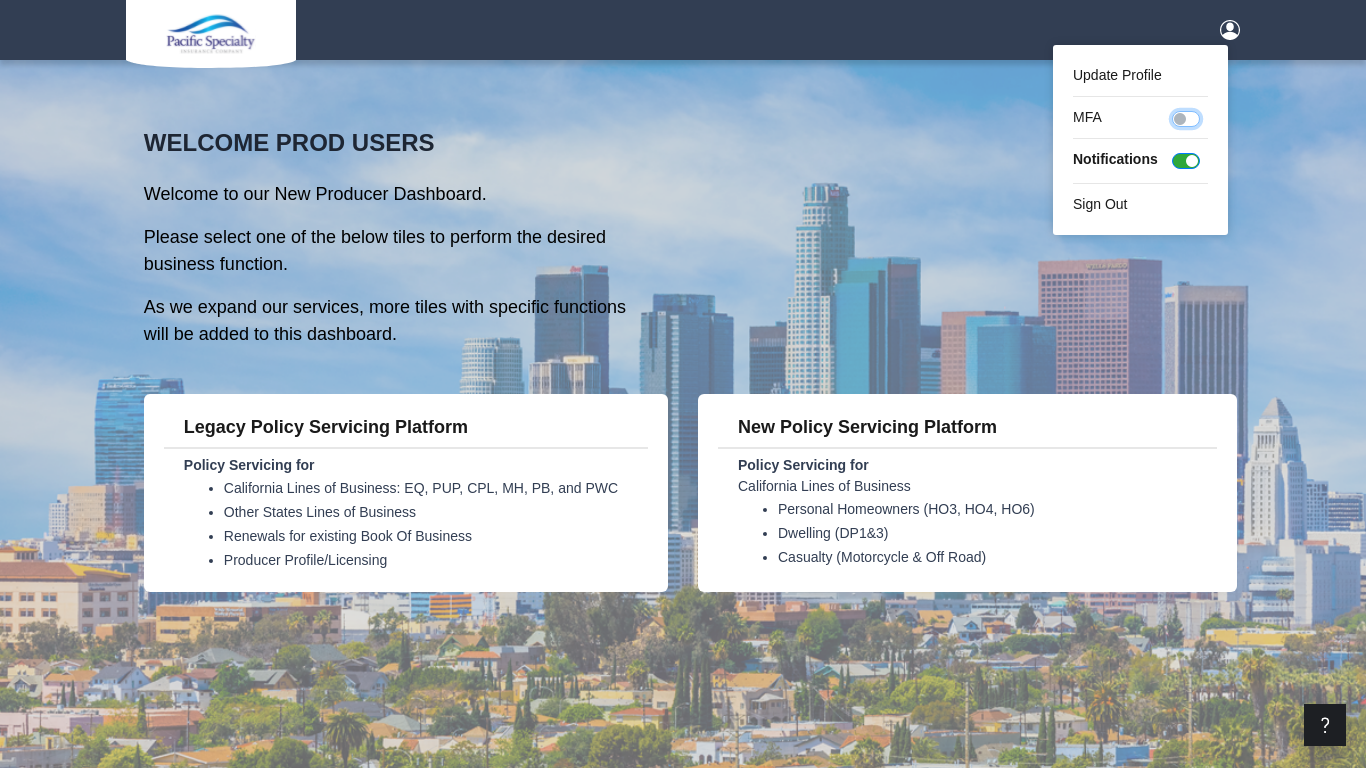 Pacific Specialty
INSURANCE COMPANY
Update Profile
MFA
Notifications
Sign Out
WELCOME PROD USERS
Welcome to our New Producer Dashboard.
Please select one of the below tiles to perform the desired
business function.
As we expand our services, more tiles with specific functions
will be added to this dashboard.
Legacy Policy Servicing Platform
Policy Servicing for
California Lines of Business: EQ, PUP, CPL, MH, PB, and PWC
Other States Lines of Business
Renewals for existing Book Of Business
Producer Profile/Licensing
New Policy Servicing Platform
Policy Servicing for
California Lines of Business
Personal Homeowners (HO3, HO4, HO6)
Dwelling (DP1&3)
Casualty (Motorcycle & Off Road)
?